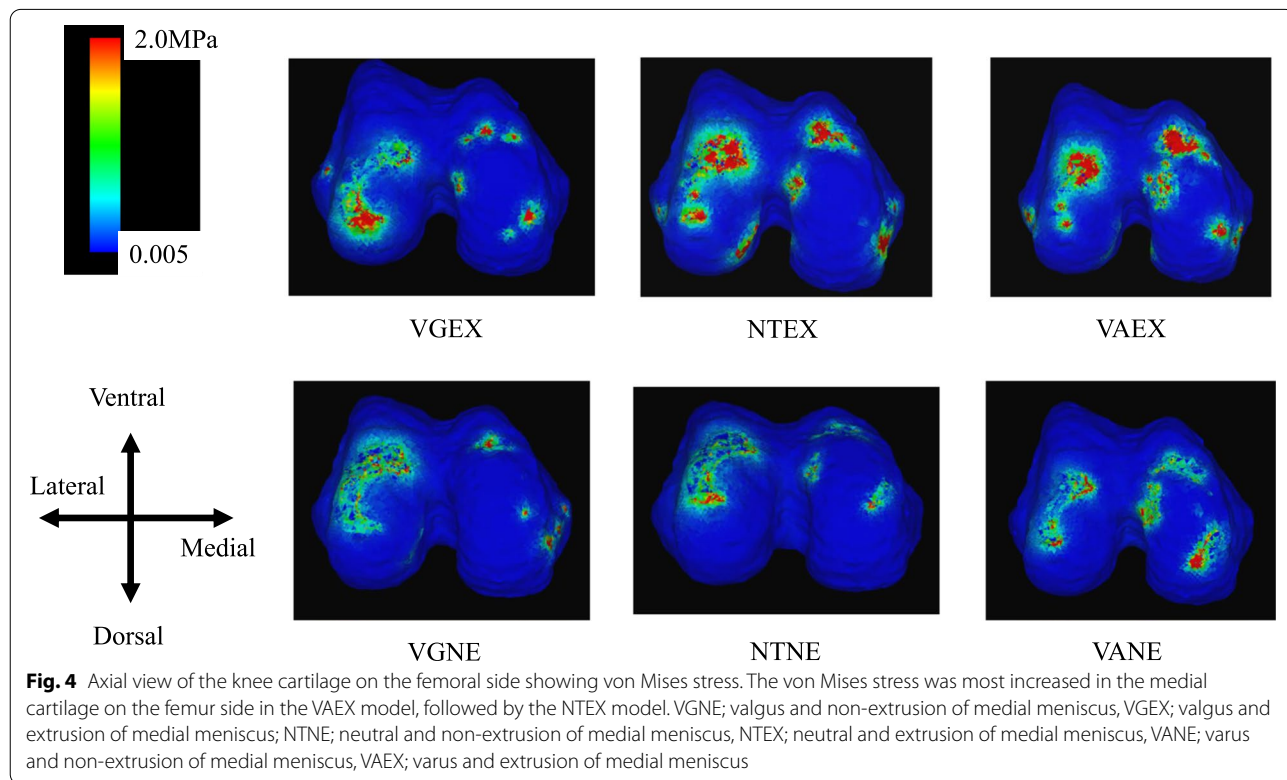 2.0MPa
0.005
VGEX
NTEX
VAEX
Ventral
Lateral
Medial
Dorsal
VGNE
NTNE
VANE
Fig. 4 Axial view of the knee cartilage on the femoral side showing von Mises stress. The von Mises stress was most increased in the medial
cartilage on the femur side in the VAEX model, followed by the NTEX model. VGNE; valgus and non-extrusion of medial meniscus, VGEX; valgus and
extrusion of medial meniscus; NTNE; neutral and non-extrusion of medial meniscus, NTEX; neutral and extrusion of medial meniscus, VANE; varus
and non-extrusion of medial meniscus, VAEX; varus and extrusion of medial meniscus